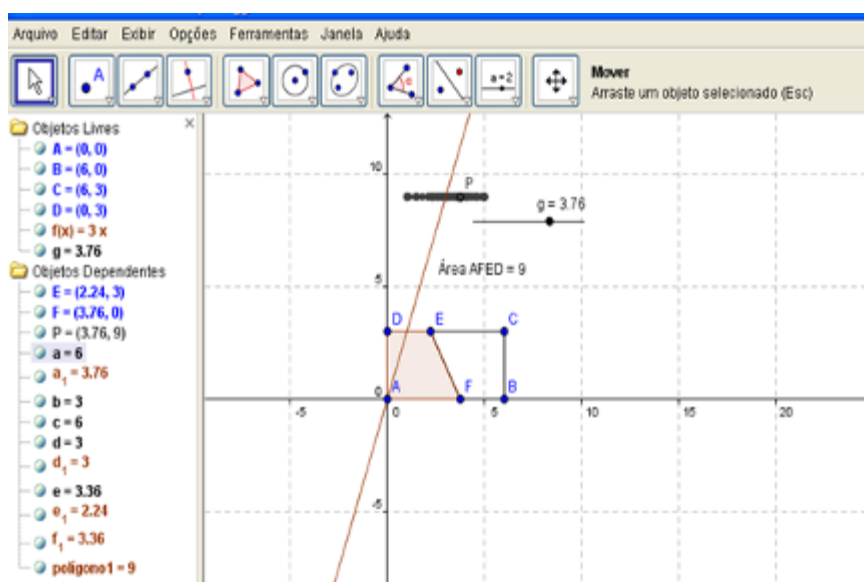 Arquivo Editar Exibir Opções Ferramentas Janela Ajuda
A
a=2
Mover
Arraste um objeto selecionado (Esc)
Objetos Livres
A = (0, 0)
B = (6, 0)
C = (6, 3)
D = (0, 3)
f(x) = 3 x
g = 3.76
Objetos Dependentes
E = (2.24, 3)
F = (3.76, 0)
P = (3.76, 9)
a = 6
a₁ = 3.76
b = 3
c = 6
d = 3
d₁ = 3
e = 3.36
e₁ = 2.24
f₁ = 3.36
polígono1 = 9
10
P
g = 3.76
Área AFED = 9
5
D E C
0 A F B
-5 0 5 10 15 20
-5